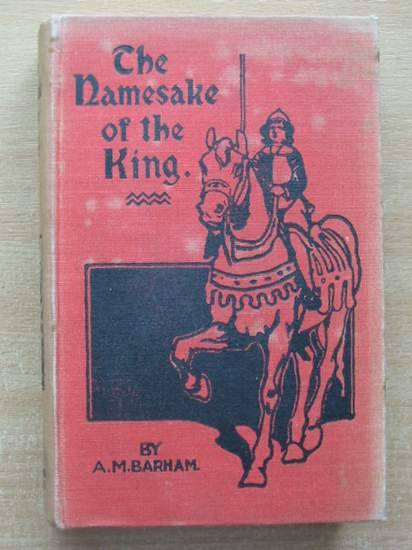 The
Namesake
of the
King.
BY
A.M.BARHAM.